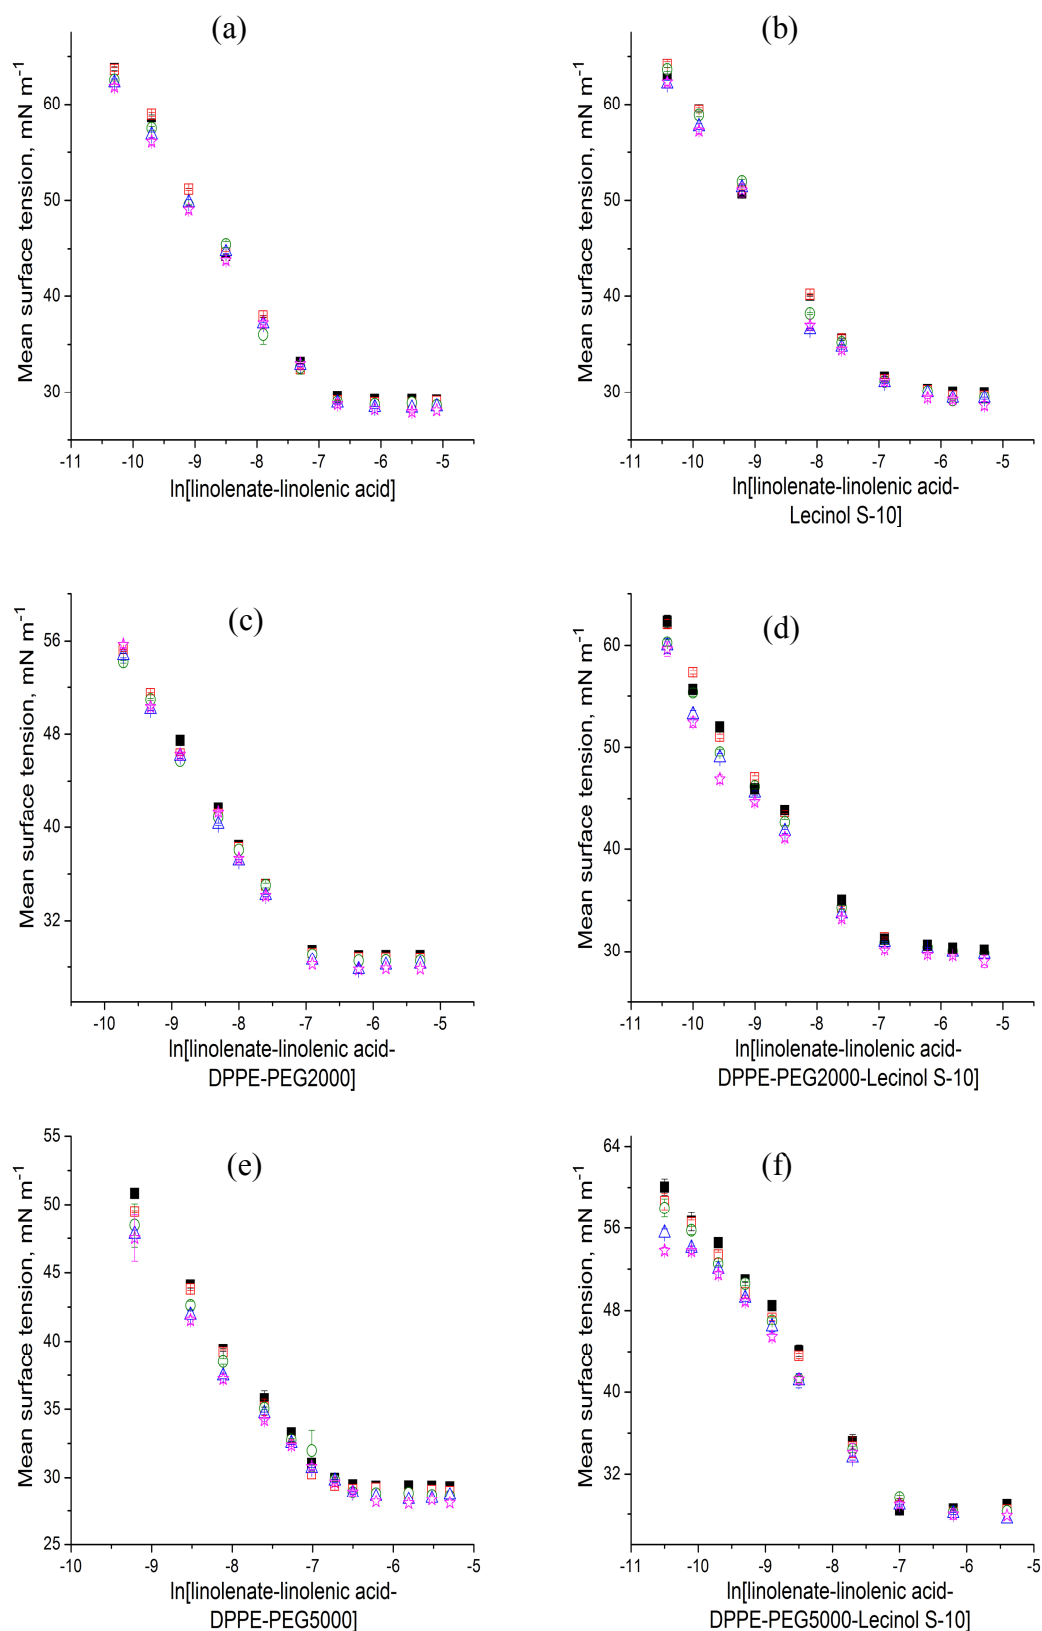 (a)
Mean surface tension, mN m⁻¹
60
50
40
30
-11 -10 -9 -8 -7 -6 -5
ln[linolenate-linolenic acid]
(b)
Mean surface tension, mN m⁻¹
60
50
40
30
-11 -10 -9 -8 -7 -6 -5
ln[linolenate-linolenic acid-
Lecinol S-10]
(c)
Mean surface tension, mN m⁻¹
56
48
40
32
-10 -9 -8 -7 -6 -5
ln[linolenate-linolenic acid-
DPPE-PEG2000]
(d)
Mean surface tension, mN m⁻¹
60
50
40
30
-11 -10 -9 -8 -7 -6 -5
ln[linolenate-linolenic acid-
DPPE-PEG2000-Lecinol S-10]
(e)
Mean surface tension, mN m⁻¹
55
50
45
40
35
30
25
-10 -9 -8 -7 -6 -5
ln[linolenate-linolenic acid-
DPPE-PEG5000]
(f)
Mean surface tension, mN m⁻¹
64
56
48
40
32
-11 -10 -9 -8 -7 -6 -5
ln[linolenate-linolenic acid-
DPPE-PEG5000-Lecinol S-10]